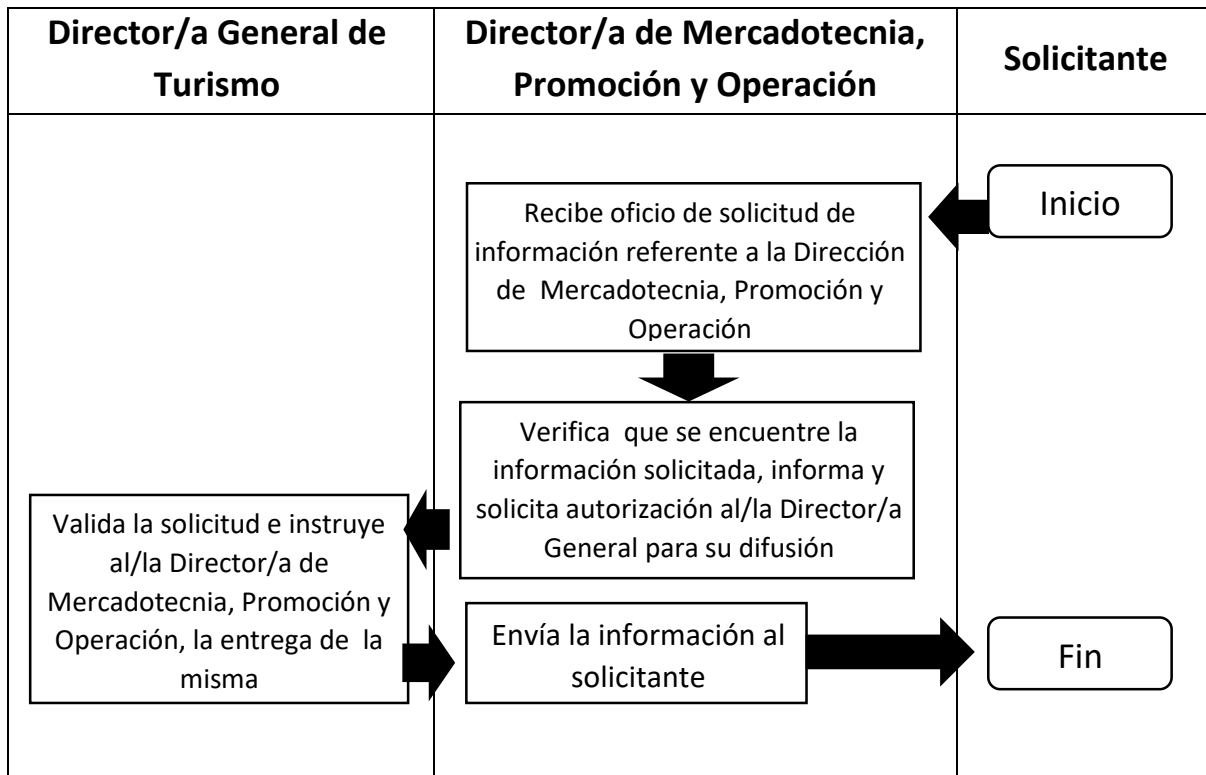 Director/a General de
Turismo
Director/a de Mercadotecnia,
Promoción y Operación
Solicitante
Inicio
Recibe oficio de solicitud de
información referente a la Dirección
de Mercadotecnia, Promoción y
Operación
Verifica que se encuentre la
información solicitada, informa y
solicita autorización al/la Director/a
General para su difusión
Valida la solicitud e instruye
al/la Director/a de
Mercadotecnia, Promoción y
Operación, la entrega de la
misma
Envía la información al
solicitante
Fin